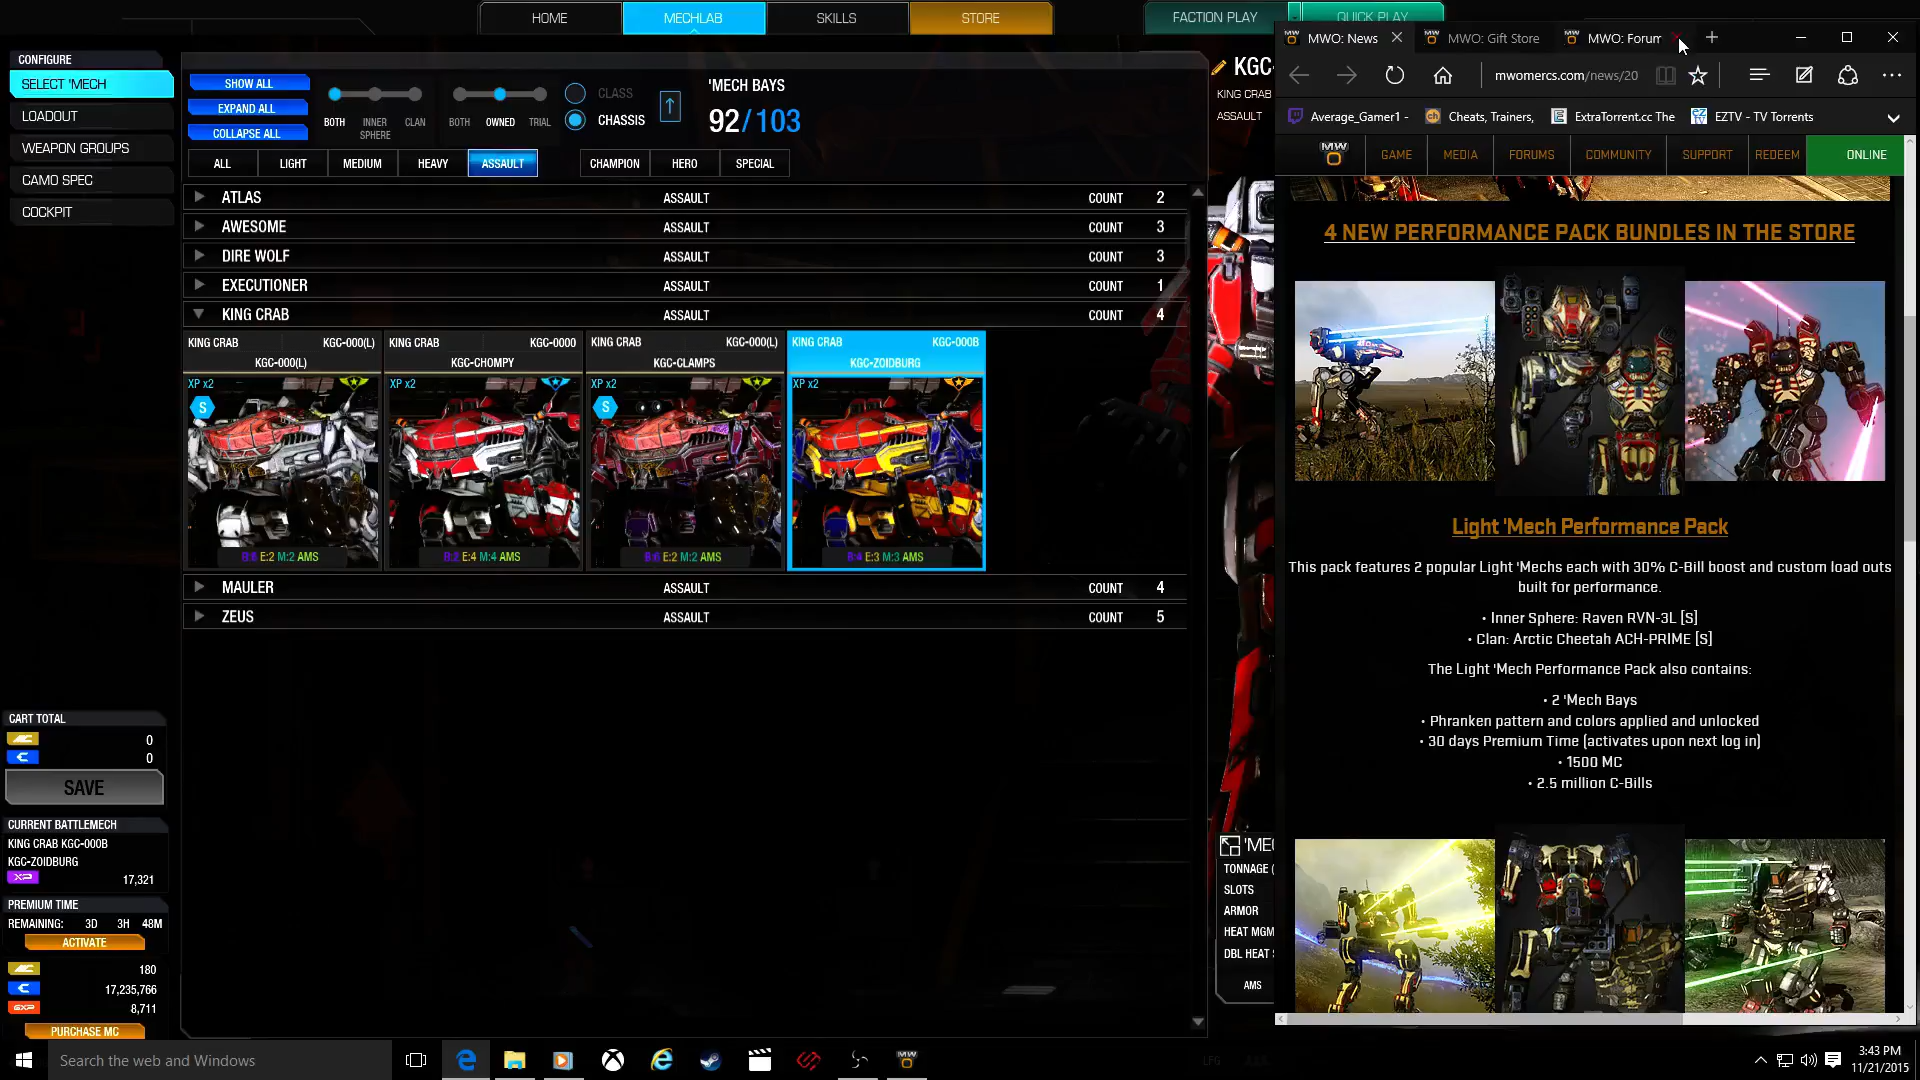 HOME
MECHLAB
SKILLS
STORE
FACTION PLAY
QUICK PLAY
CONFIGURE
SELECT 'MECH
LOADOUT
WEAPON GROUPS
CAMO SPEC
COCKPIT
SHOW ALL
EXPAND ALL
COLLAPSE ALL
BOTH INNER SPHERE CLAN
BOTH OWNED TRIAL
CLASS
CHASSIS
'MECH BAYS
92/103
ALL LIGHT MEDIUM HEAVY ASSAULT CHAMPION HERO SPECIAL
ATLAS ASSAULT COUNT 2
AWESOME ASSAULT COUNT 3
DIRE WOLF ASSAULT COUNT 3
EXECUTIONER ASSAULT COUNT 1
KING CRAB ASSAULT COUNT 4
KING CRAB KGC-000(L)
KGC-000(L)
XP x2
S
E:2 M:2 AMS
KING CRAB KGC-0000
KGC-CHOMPY
XP x2
E:4 M:4 AMS
KING CRAB KGC-000(L)
KGC-CLAMPS
XP x2
S
E:2 M:2 AMS
KING CRAB KGC-000B
KGC-ZOIDBURG
XP x2
E:3 M:3 AMS
MAULER ASSAULT COUNT 4
ZEUS ASSAULT COUNT 5
CART TOTAL
0
0
SAVE
CURRENT BATTLEMECH
KING CRAB KGC-000B
KGC-ZOIDBURG
XP 17,321
PREMIUM TIME
REMAINING: 3D 3H 48M
ACTIVATE
180
17,235,766
GXP 8,711
PURCHASE MC
KGC-
KING CRAB
ASSAULT
'MEC
TONNAGE (
SLOTS
ARMOR
HEAT MGM
DBL HEAT S
AMS
LFG
MWO: News
MWO: Gift Store
MWO: Forum
mwomercs.com/news/20
Average_Gamer1 -
Cheats, Trainers,
ExtraTorrent.cc The
EZTV - TV Torrents
MWO
GAME MEDIA FORUMS COMMUNITY SUPPORT REDEEM ONLINE
4 NEW PERFORMANCE PACK BUNDLES IN THE STORE
Light 'Mech Performance Pack
This pack features 2 popular Light 'Mechs each with 30% C-Bill boost and custom load outs
built for performance.
• Inner Sphere: Raven RVN-3L [S]
• Clan: Arctic Cheetah ACH-PRIME [S]
The Light 'Mech Performance Pack also contains:
• 2 'Mech Bays
• Phranken pattern and colors applied and unlocked
• 30 days Premium Time (activates upon next log in)
• 1500 MC
• 2.5 million C-Bills
Search the web and Windows
3:43 PM
11/21/2015